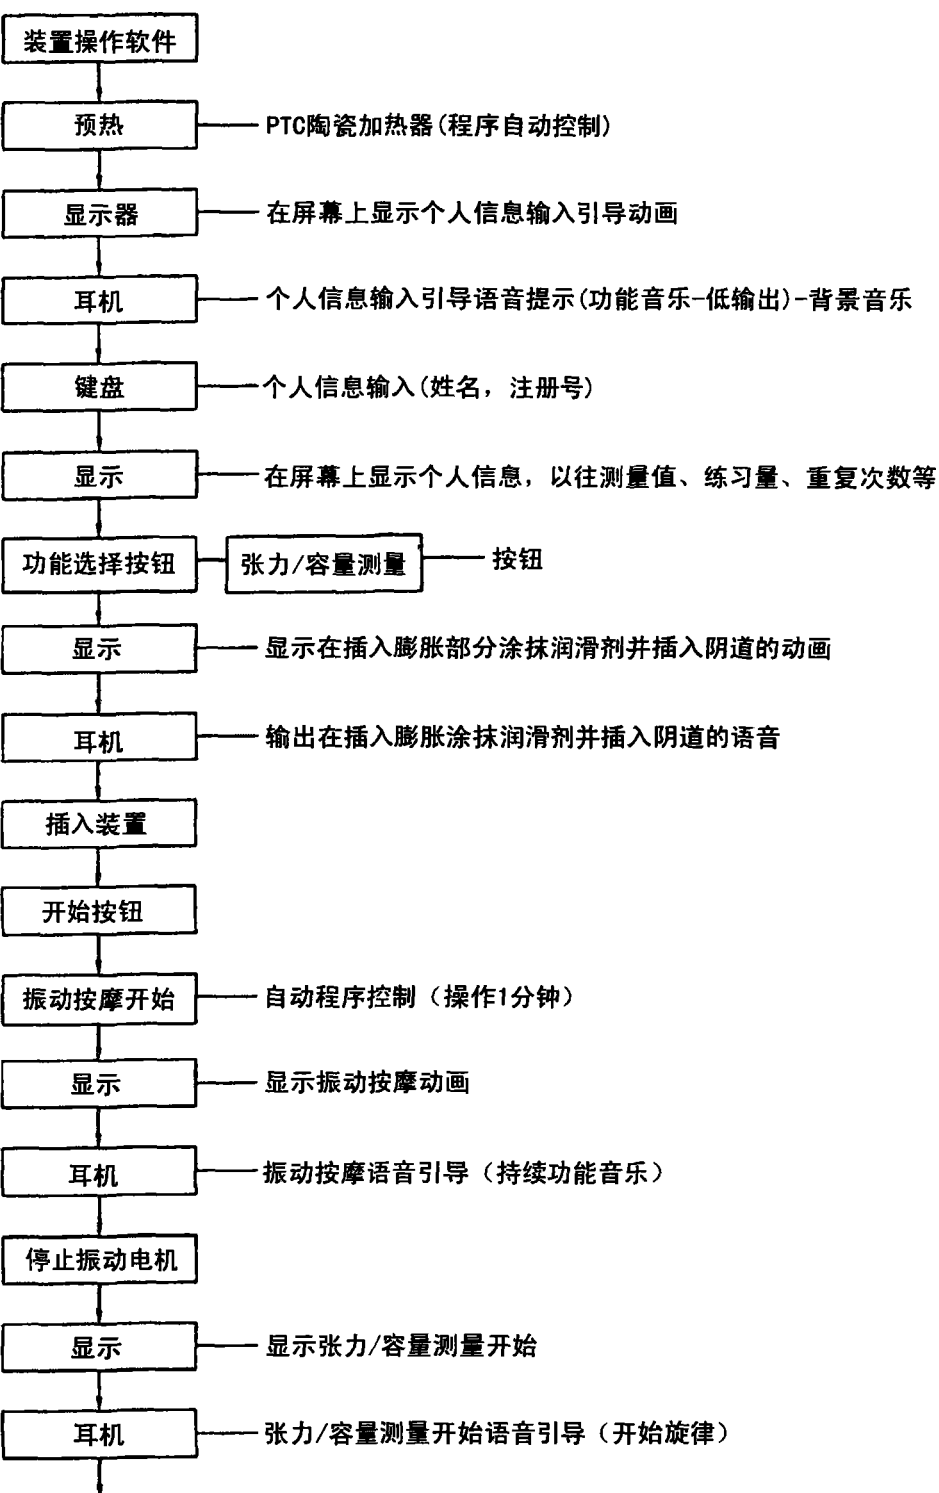 装置操作软件
预热 PTC陶瓷加热器(程序自动控制)
显示器 在屏幕上显示个人信息输入引导动画
耳机 个人信息输入引导语音提示(功能音乐-低输出)-背景音乐
键盘 个人信息输入(姓名，注册号)
显示 在屏幕上显示个人信息，以往测量值、练习量、重复次数等
功能选择按钮 张力/容量测量 按钮
显示 显示在插入膨胀部分涂抹润滑剂并插入阴道的动画
耳机 输出在插入膨胀涂抹润滑剂并插入阴道的语音
插入装置
开始按钮
振动按摩开始 自动程序控制（操作1分钟）
显示 显示振动按摩动画
耳机 振动按摩语音引导（持续功能音乐）
停止振动电机
显示 显示张力/容量测量开始
耳机 张力/容量测量开始语音引导（开始旋律）